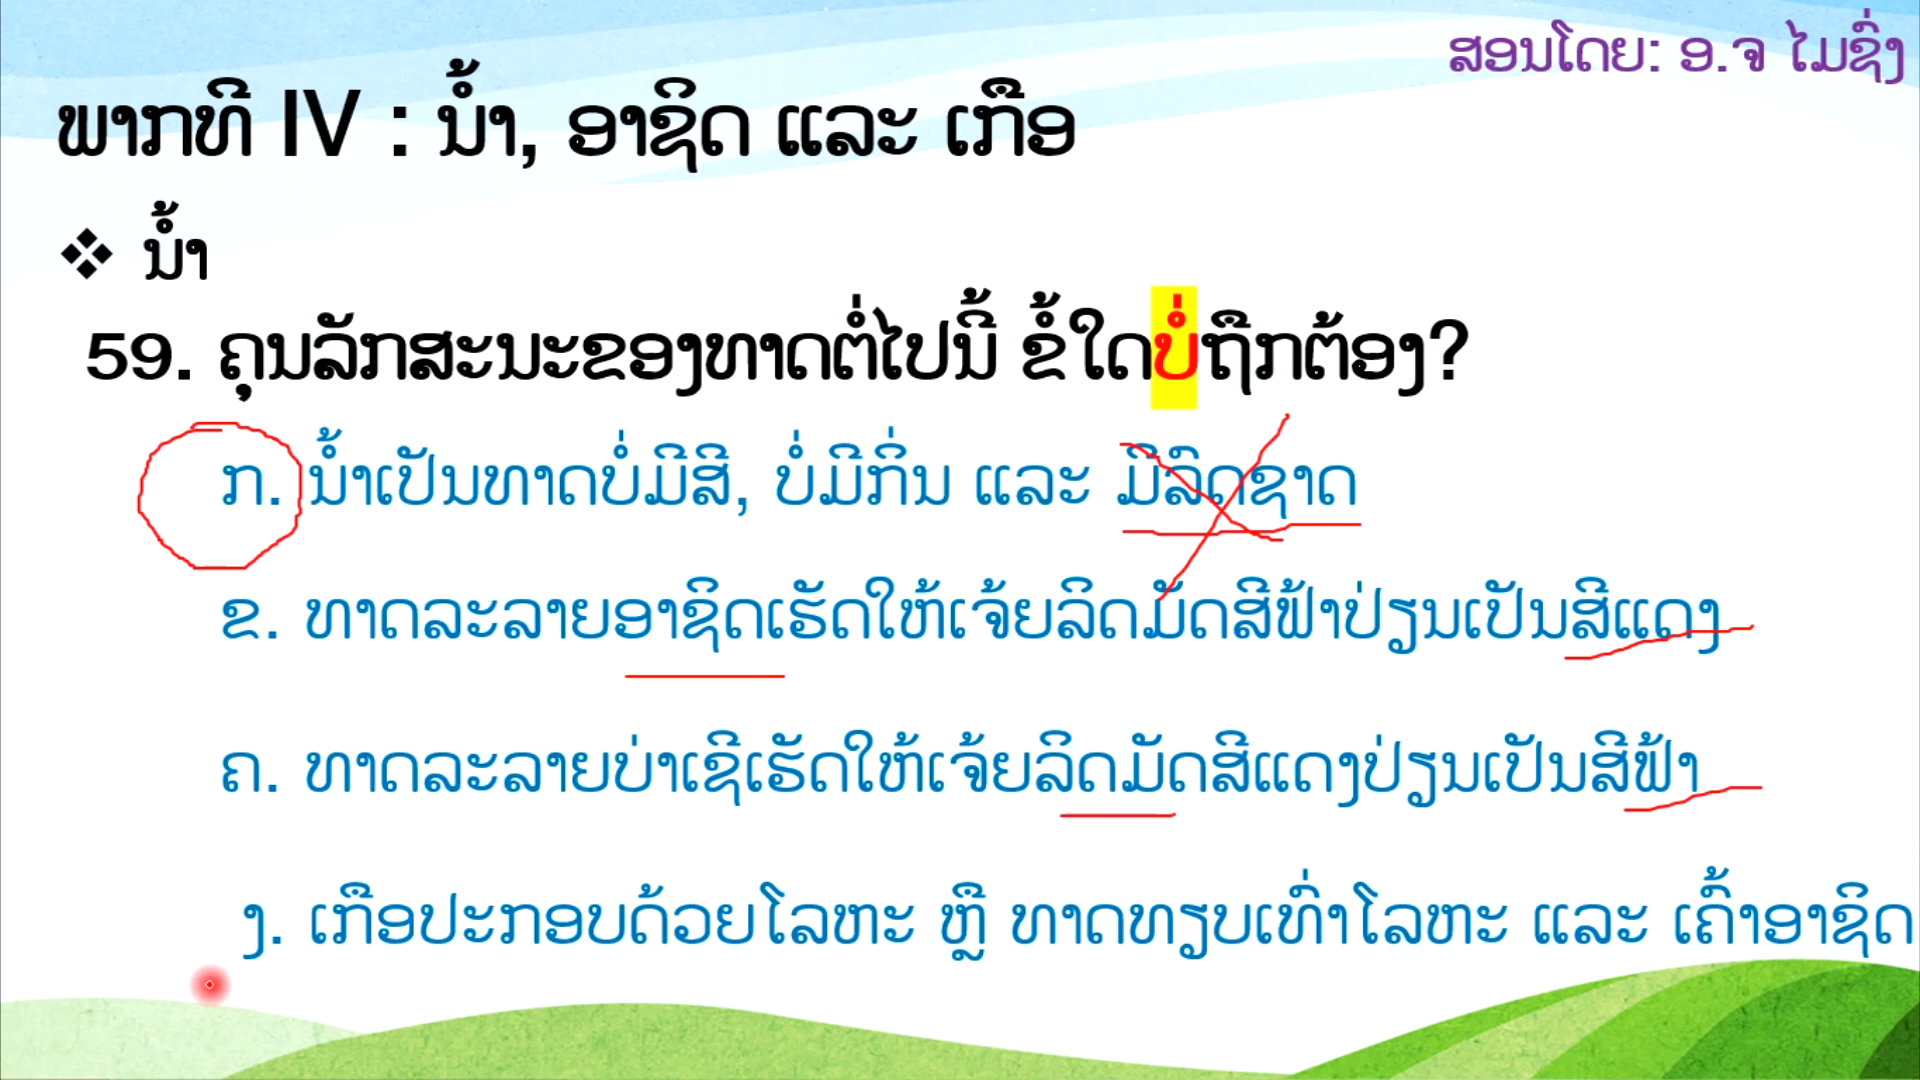 ສອນໂດຍ: ອ.ຈ ໄມຊົ່ງ
ພາກທີ IV : ນ້ຳ, ອາຊິດ ແລະ ເກືອ
❖ ນ້ຳ
59. ຄຸນລັກສະນະຂອງທາດຕໍ່ໄປນີ້ ຂໍ້ໃດບໍ່ຖືກຕ້ອງ?
ກ. ນ້ຳເປັນທາດບໍ່ມີສີ, ບໍ່ມີກິ່ນ ແລະ ມີລົດຊາດ
ຂ. ທາດລະລາຍອາຊິດເຮັດໃຫ້ເຈ້ຍລິດມັດສີຟ້າປ່ຽນເປັນສີແດງ
ຄ. ທາດລະລາຍບ່າເຊີເຮັດໃຫ້ເຈ້ຍລິດມັດສີແດງປ່ຽນເປັນສີຟ້າ
ງ. ເກືອປະກອບດ້ວຍໂລຫະ ຫຼື ທາດທຽບເທົ່າໂລຫະ ແລະ ເຄົ້າອາຊິດ